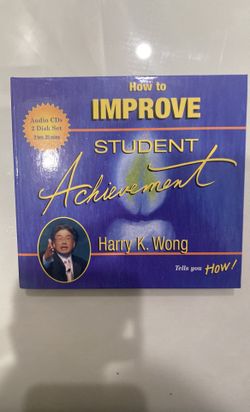 How to
IMPROVE
Audio CDs
2 Disk Set
STUDENT
Achievement
Harry K. Wong
Tells you How!